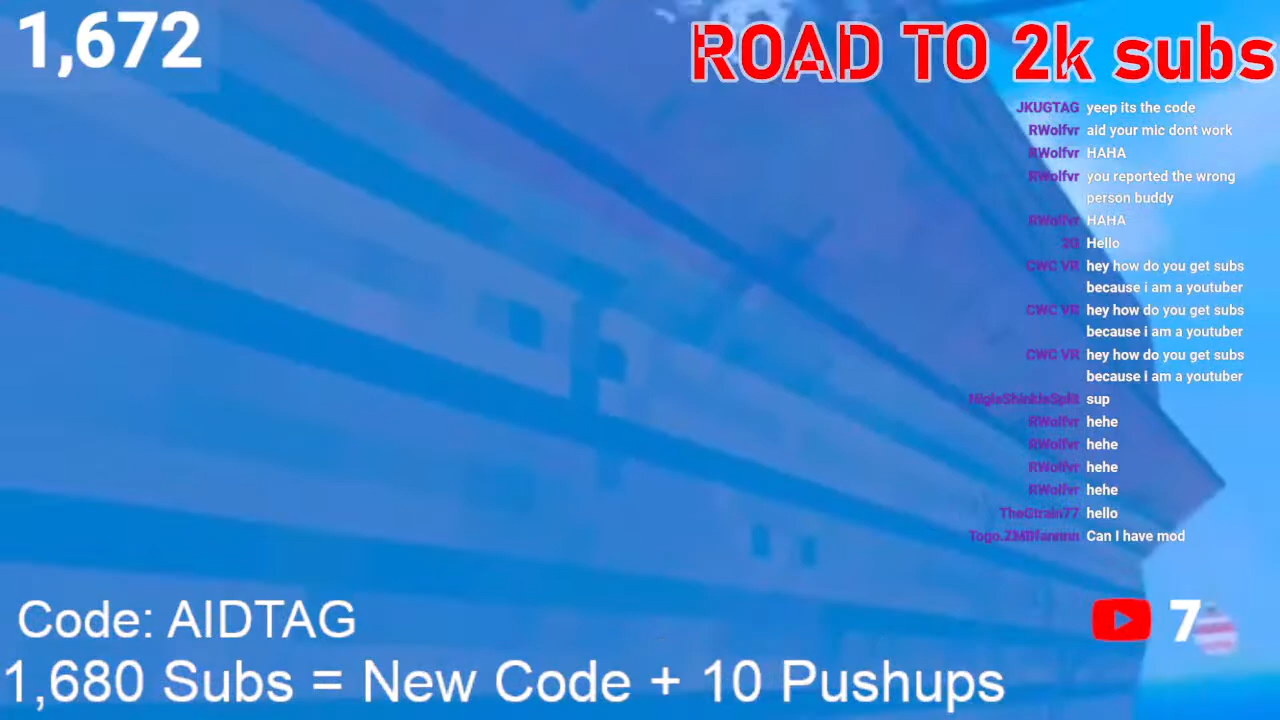 1,672
ROAD TO 2k subs
JKUGTAG yeep its the code
RWolfvr aid your mic dont work
RWolfvr HAHA
RWolfvr you reported the wrong
person buddy
RWolfvr HAHA
Hello
CWC VR hey how do you get subs
because i am a youtuber
CWC VR hey how do you get subs
because i am a youtuber
CWC VR hey how do you get subs
because i am a youtuber
sup
RWolfvr hehe
RWolfvr hehe
RWolfvr hehe
RWolfvr hehe
TheGtrain77 hello
Can I have mod
7
Code: AIDTAG
1,680 Subs = New Code + 10 Pushups